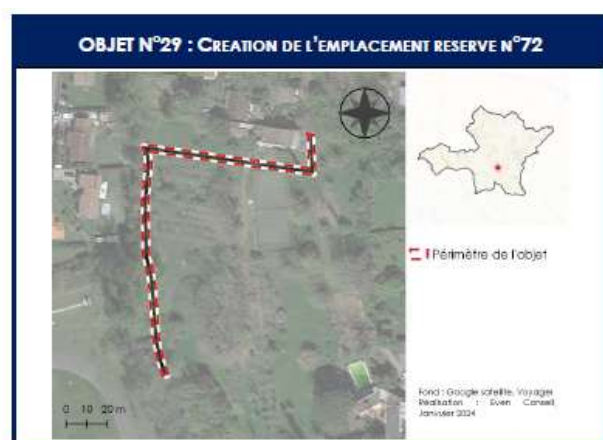 OBJET N°29 : CREATION DE L'EMPLACEMENT RESERVE N°72
Périmètre de l'objet
Fond : Google satellite, Voyager
Réalisation : Even Conseil,
Janvier 2024
0 10 20 m